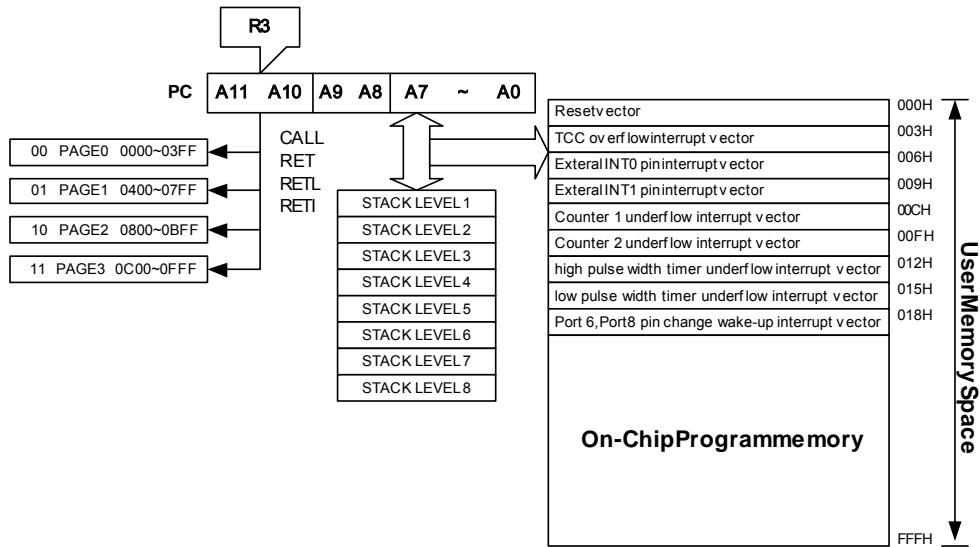 R3
PC A11 A10 A9 A8 A7 ~ A0
00 PAGE0 0000~03FF
01 PAGE1 0400~07FF
10 PAGE2 0800~0BFF
11 PAGE3 0C00~0FFF
CALL
RET
RETL
RETI
STACK LEVEL 1
STACK LEVEL 2
STACK LEVEL 3
STACK LEVEL 4
STACK LEVEL 5
STACK LEVEL 6
STACK LEVEL 7
STACK LEVEL 8
Resetvector 000H
TCC overflowinterrupt vector 003H
ExteralINT0 pininterrupt vector 006H
ExteralINT1 pininterrupt vector 009H
Counter 1 underflow interrupt vector 00CH
Counter 2 underflow interrupt vector 00FH
high pulse width timer underflow interrupt vector 012H
low pulse width timer underflow interrupt vector 015H
Port 6,Port8 pin change wake-up interrupt vector 018H
On-ChipProgrammemory
FFFH
UserMemorySpace